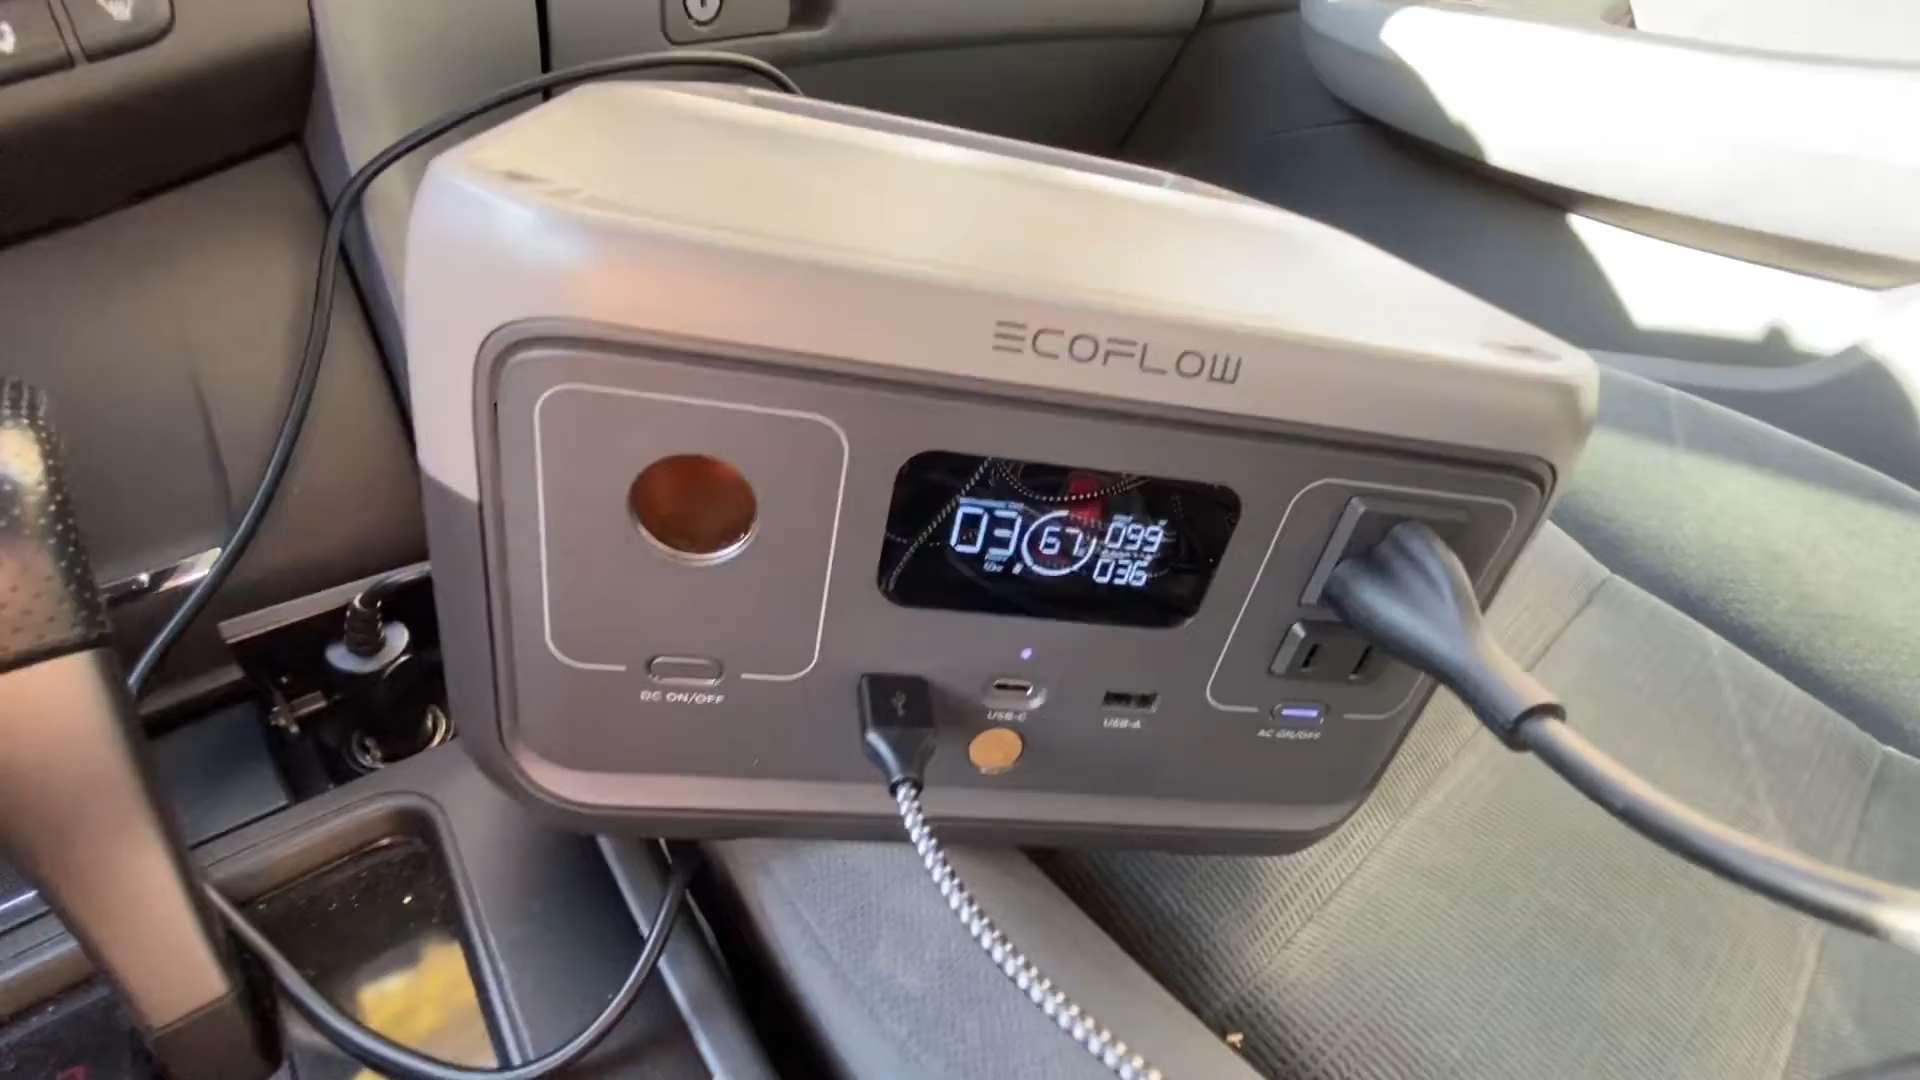 ECOFLOW
03
67
099
036
DC ON/OFF
USB-C
USB-A
AC ON/OFF